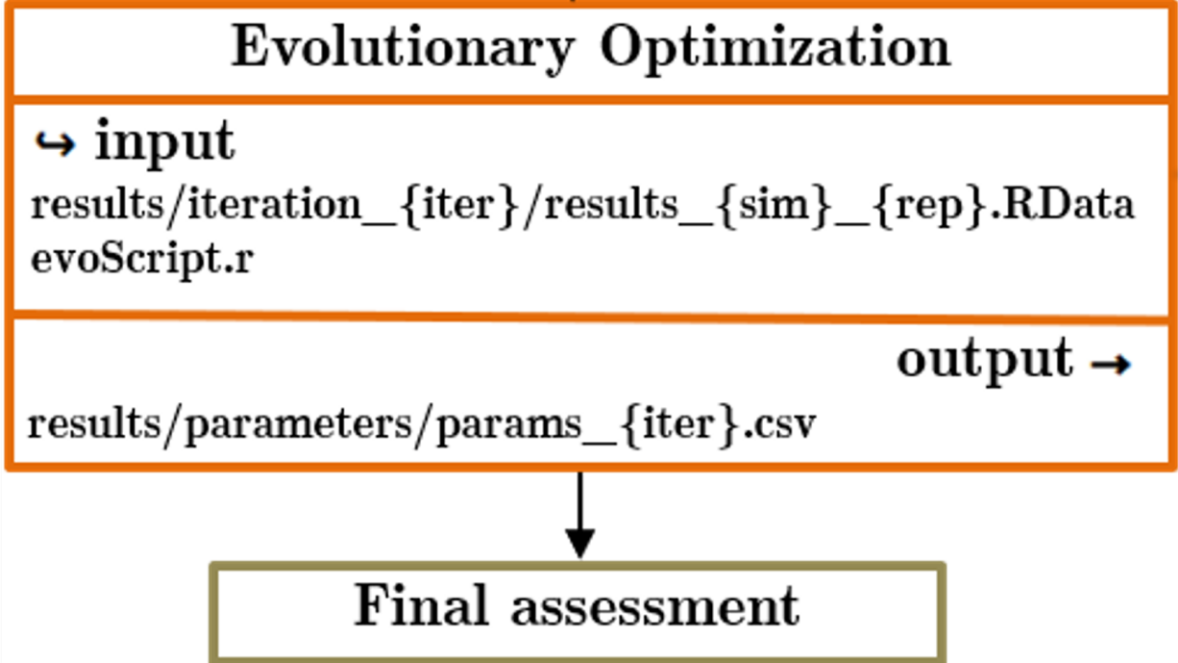 Evolutionary Optimization
↪ input
results/iteration_{iter}/results_{sim}_{rep}.RData
evoScript.r
output →
results/parameters/params_{iter}.csv
Final assessment